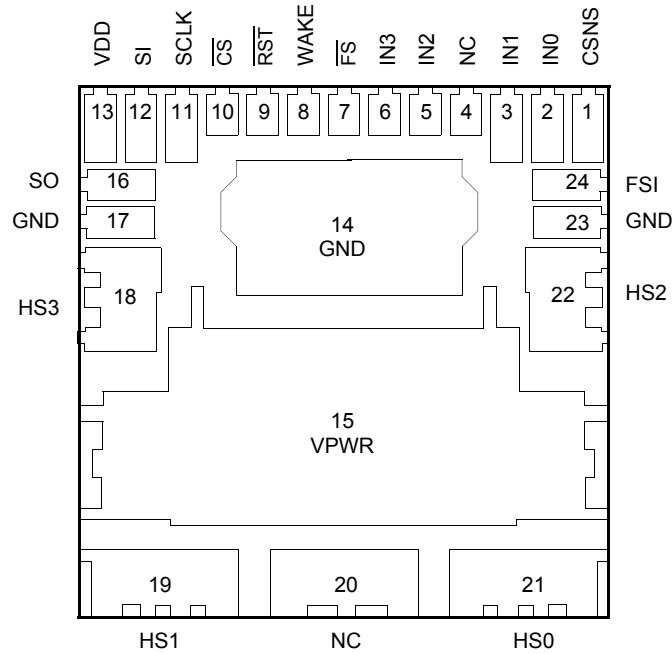 VDD SI SCLK CS RST WAKE FS IN3 IN2 NC IN1 IN0 CSNS
13 12 11 10 9 8 7 6 5 4 3 2 1
SO 16 24 FSI
GND 17 14 23 GND
GND
HS3 18 22 HS2
15
VPWR
19 20 21
HS1 NC HS0